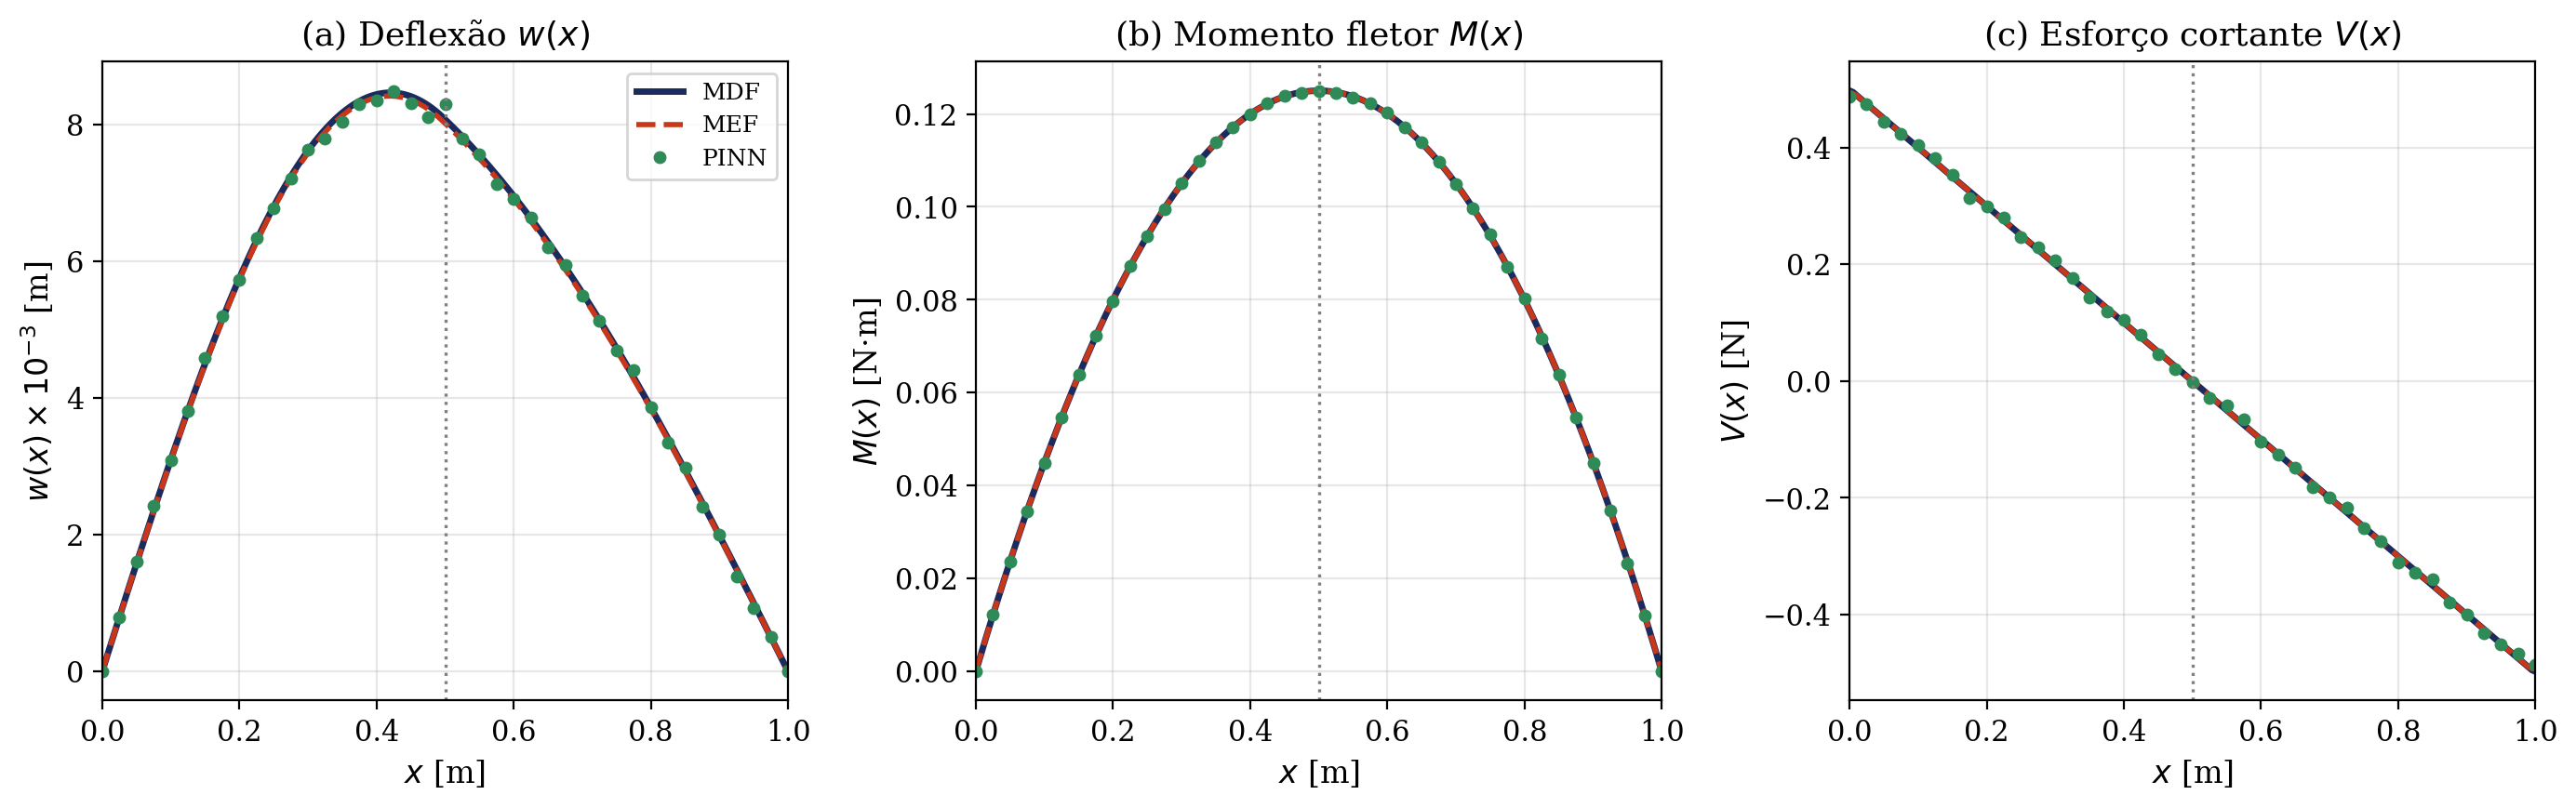 (a) Deflexão w(x)
w(x) × 10⁻³ [m]
8
6
4
2
0
MDF
MEF
PINN
0.0 0.2 0.4 0.6 0.8 1.0
x [m]
(b) Momento fletor M(x)
M(x) [N·m]
0.12
0.10
0.08
0.06
0.04
0.02
0.00
0.0 0.2 0.4 0.6 0.8 1.0
x [m]
(c) Esforço cortante V(x)
V(x) [N]
0.4
0.2
0.0
−0.2
−0.4
0.0 0.2 0.4 0.6 0.8 1.0
x [m]